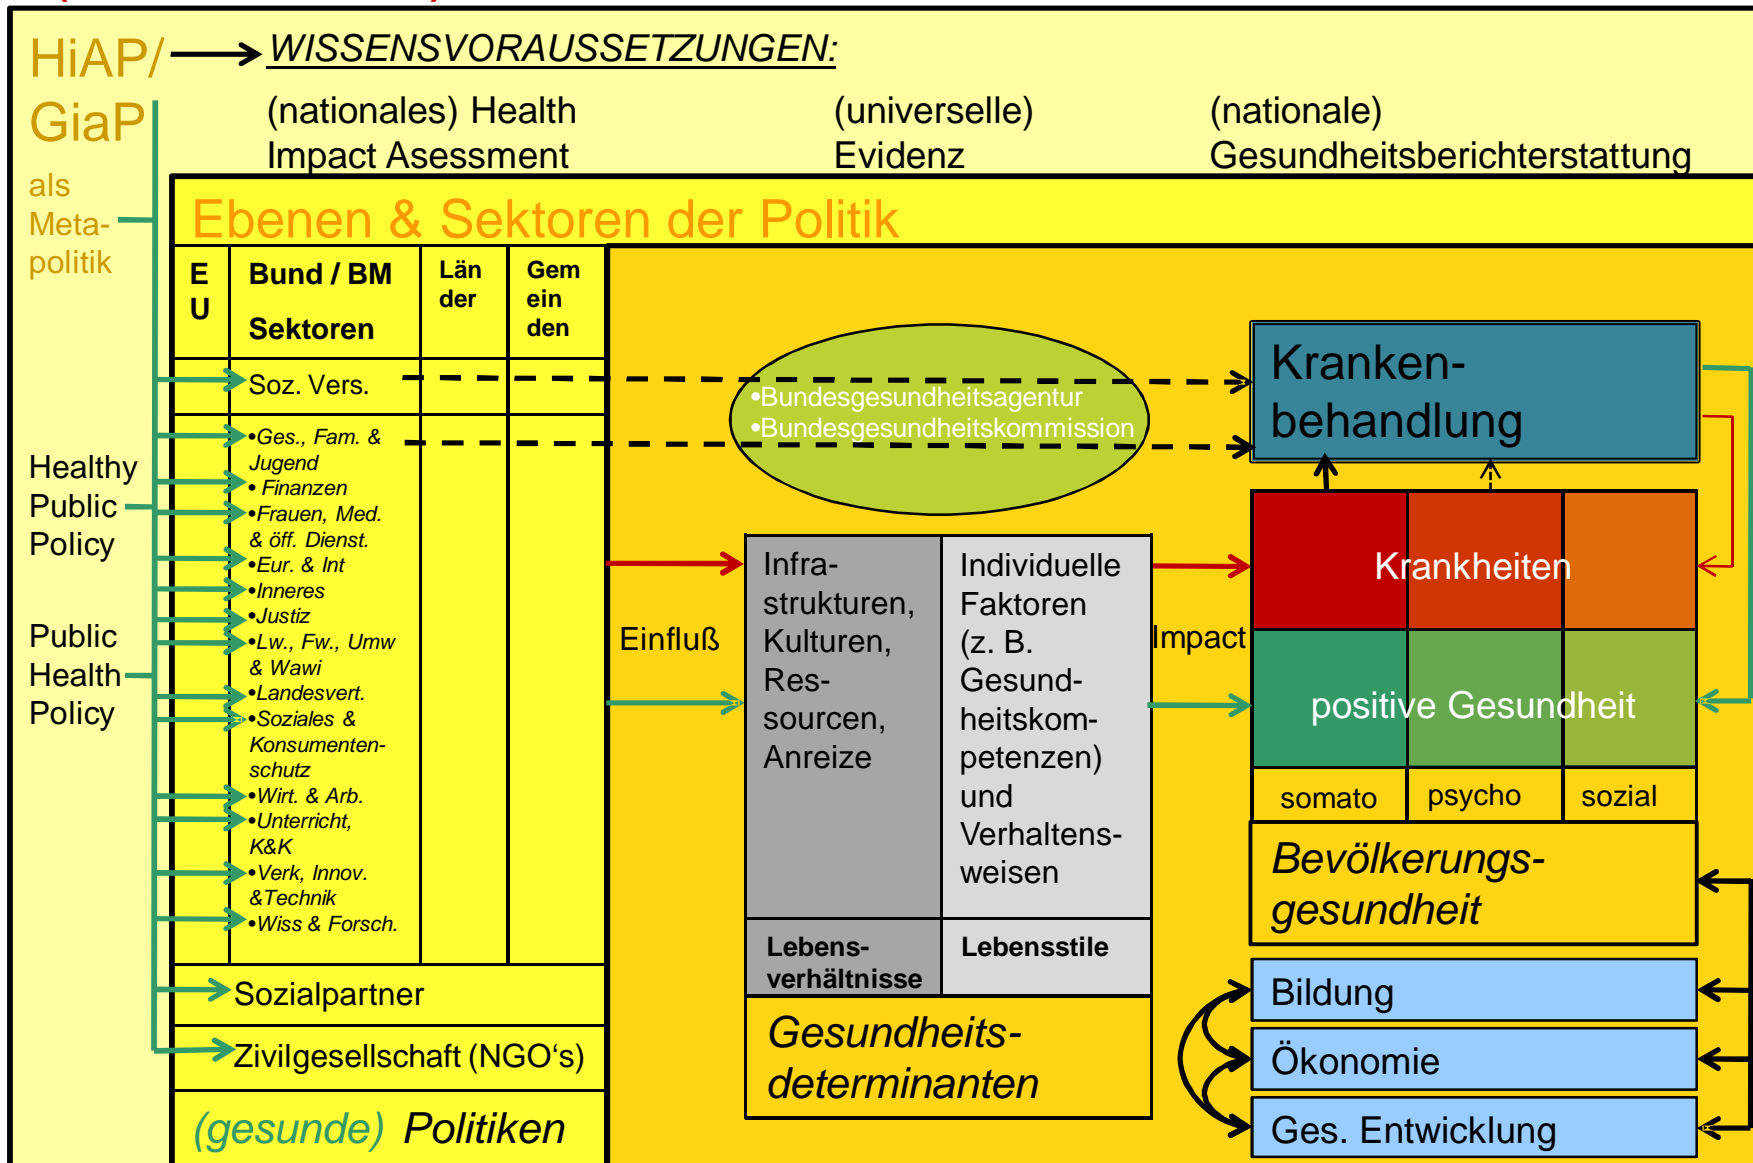 HiAP/
GiaP
als
Meta-
politik
WISSENSVORAUSSETZUNGEN:
(nationales) Health
Impact Asessment
(universelle)
Evidenz
(nationale)
Gesundheitsberichterstattung
Healthy
Public
Policy
Public
Health
Policy
Ebenen & Sektoren der Politik
E
U
Bund / BM
Sektoren
Län
der
Gem
ein
den
Soz. Vers.
•Ges., Fam. &
Jugend
• Finanzen
•Frauen, Med.
& öff. Dienst.
•Eur. & Int
•Inneres
•Justiz
•Lw., Fw., Umw
& Wawi
•Landesvert.
•Soziales &
Konsumenten-
schutz
•Wirt. & Arb.
•Unterricht,
K&K
•Verk, Innov.
&Technik
•Wiss & Forsch.
Sozialpartner
Zivilgesellschaft (NGO‘s)
(gesunde) Politiken
Einfluß
•Bundesgesundheitsagentur
•Bundesgesundheitskommission
Infra-
strukturen,
Kulturen,
Res-
sourcen,
Anreize
Individuelle
Faktoren
(z. B.
Gesund-
heitskom-
petenzen)
und
Verhaltens-
weisen
Lebens-
verhältnisse
Lebensstile
Gesundheits-
determinanten
Impact
Kranken-
behandlung
Krankheiten
positive Gesundheit
somato
psycho
sozial
Bevölkerungs-
gesundheit
Bildung
Ökonomie
Ges. Entwicklung